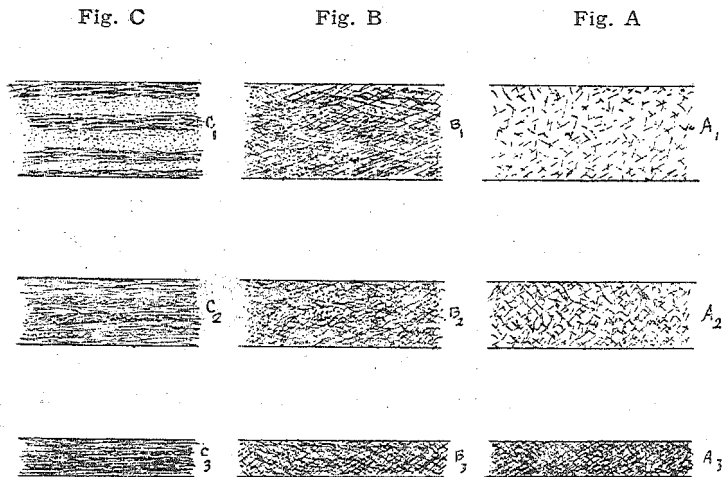 Fig. C Fig. B Fig. A
C1 B1 A1
C2 B2 A2
C3 B3 A3